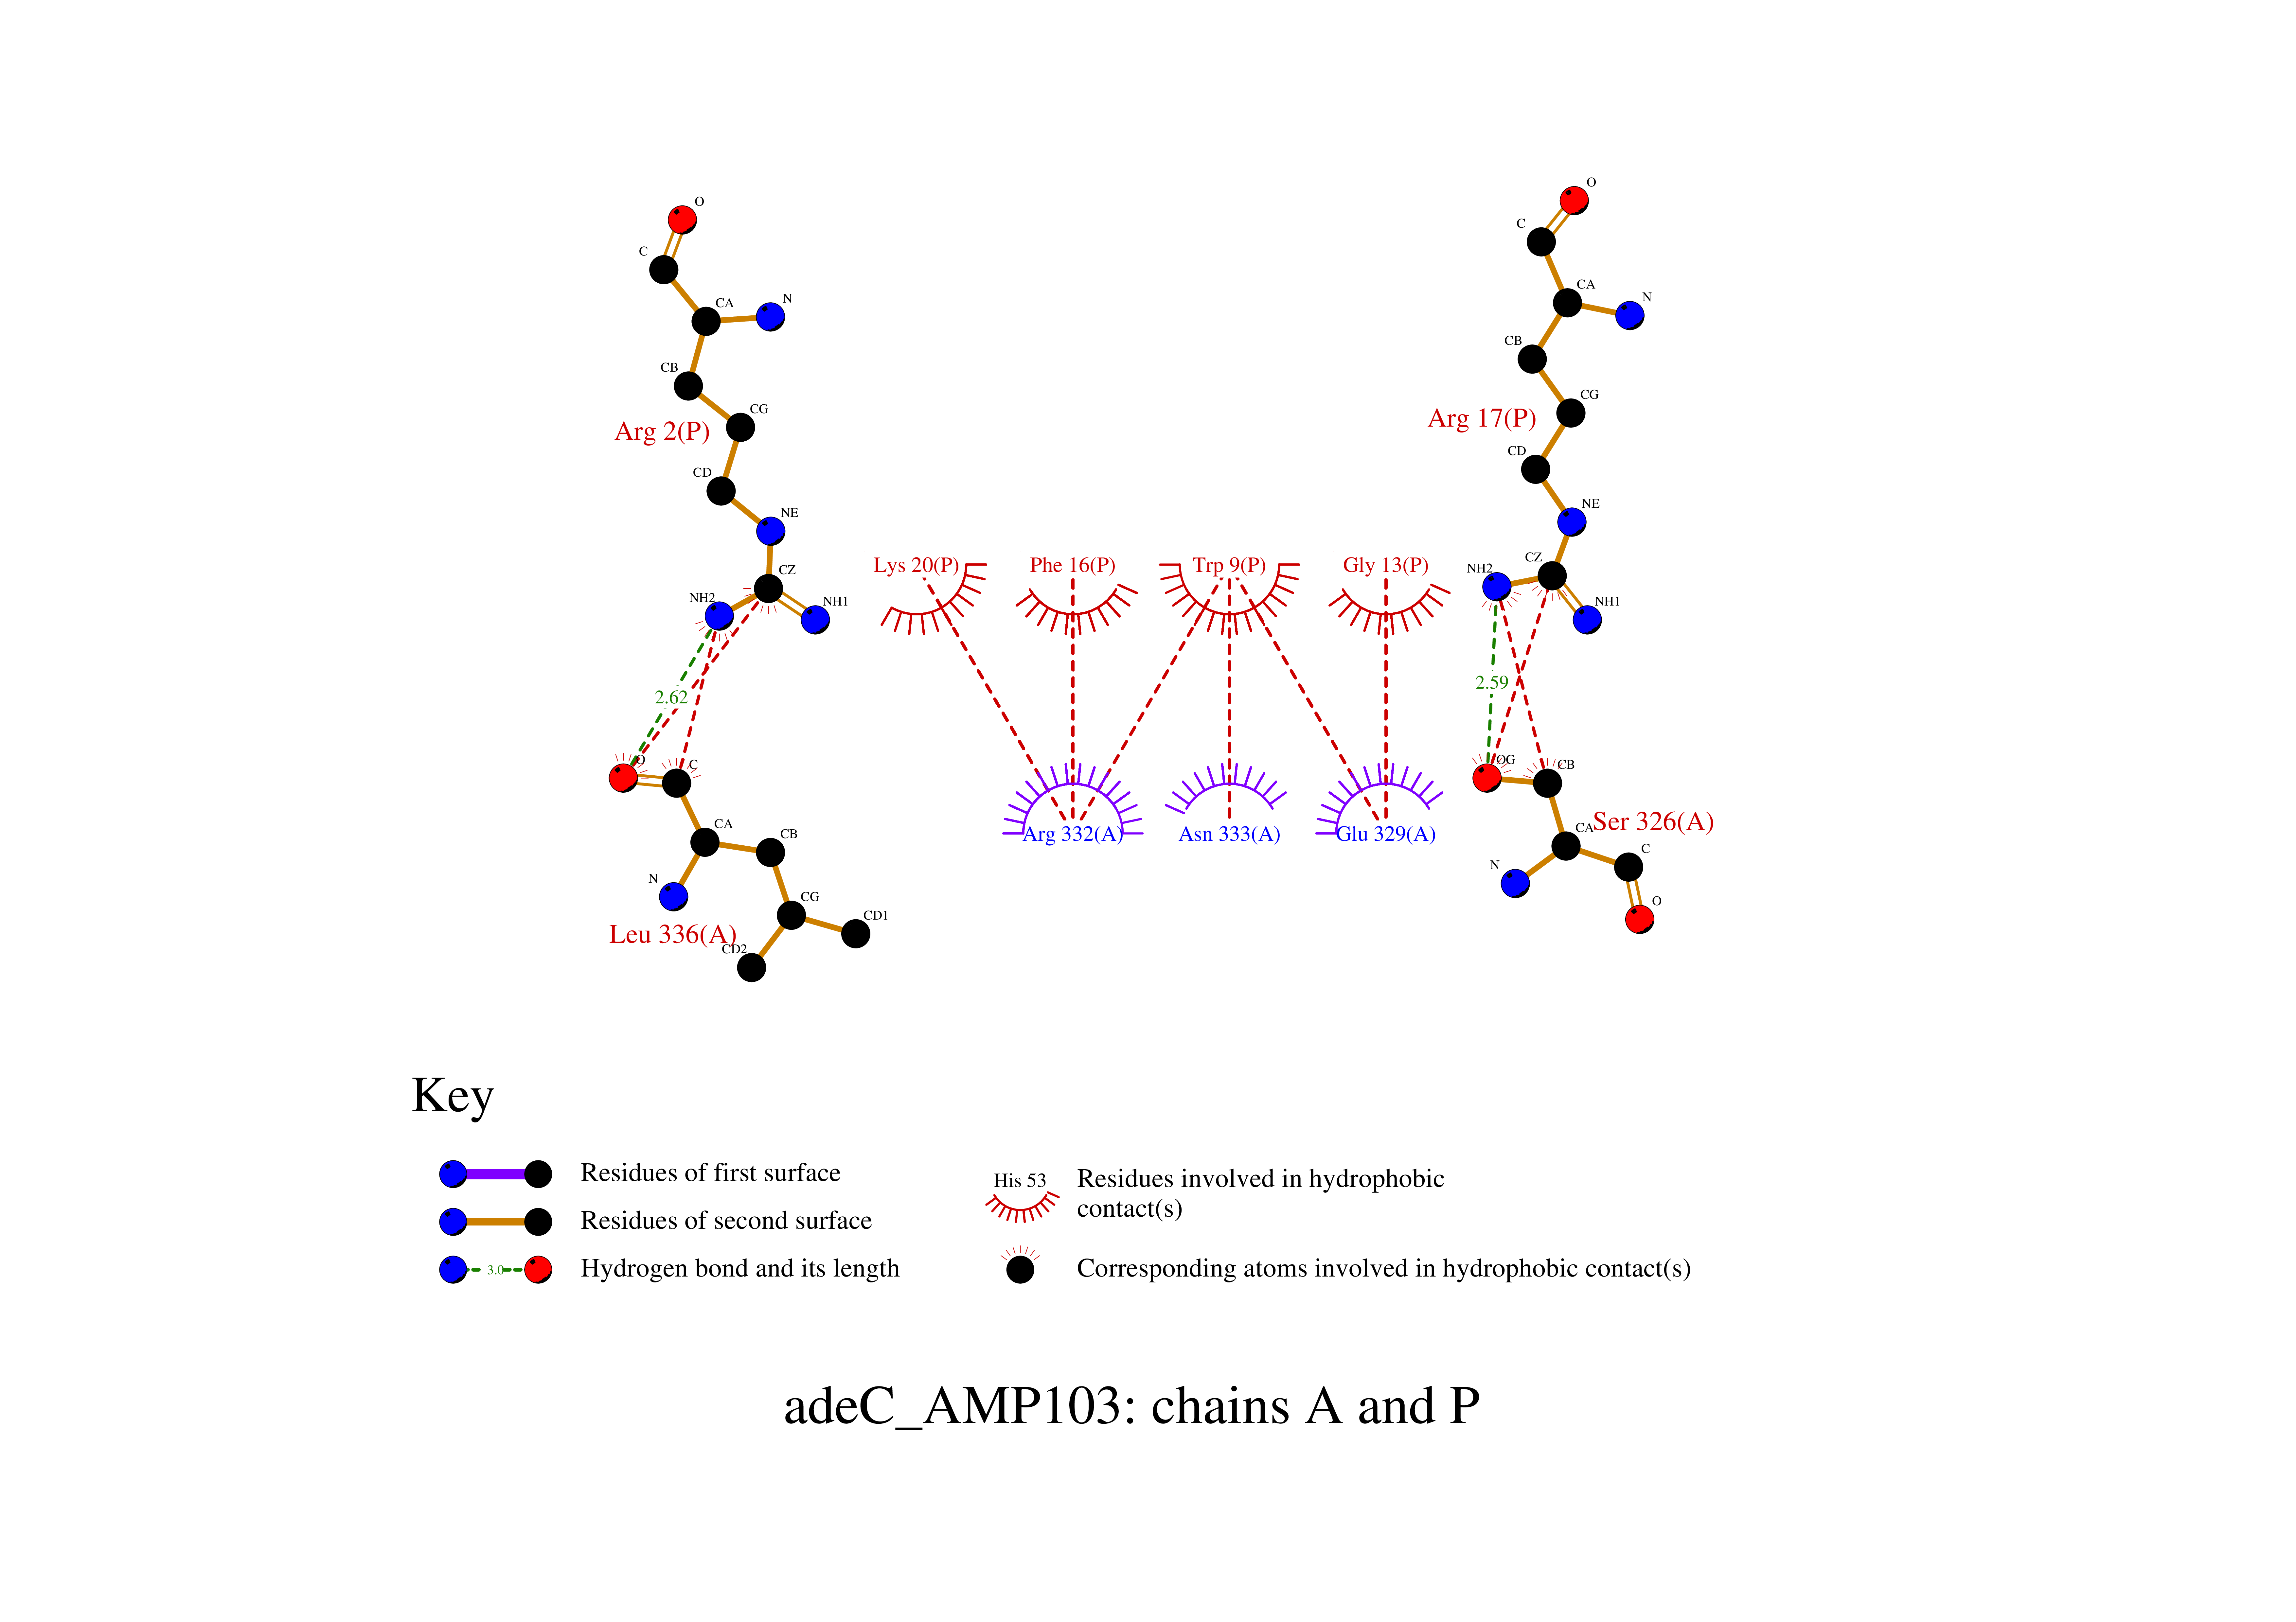 O
C
CA
N
CB
CG
Arg 2(P)
CD
NE
CZ
NH2
NH1
2.62
O
C
CA
CB
N
CG
CD1
Leu 336(A)
CD2
Lys 20(P)
Phe 16(P)
Trp 9(P)
Gly 13(P)
Arg 332(A)
Asn 333(A)
Glu 329(A)
O
C
CA
N
CB
CG
Arg 17(P)
CD
NE
CZ
NH2
NH1
2.59
OG
CB
Ser 326(A)
CA
C
N
O
Key
Residues of first surface
Residues of second surface
3.0
Hydrogen bond and its length
His 53
Residues involved in hydrophobic
contact(s)
Corresponding atoms involved in hydrophobic contact(s)
adeC_AMP103: chains A and P